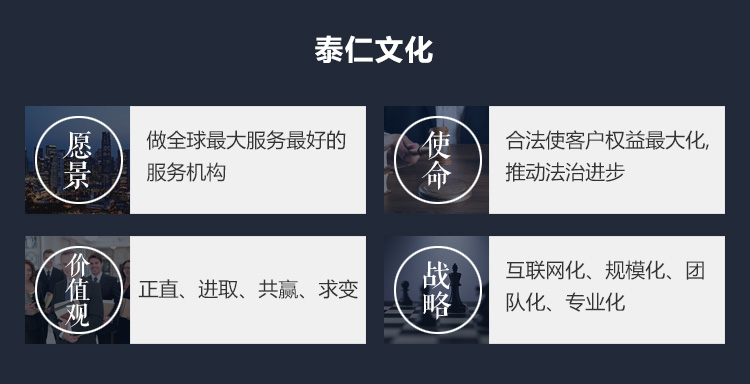 泰仁文化
愿景
做全球最大服务最好的
服务机构
使命
合法使客户权益最大化,
推动法治进步
价值观
正直、进取、共赢、求变
战略
互联网化、规模化、团
队化、专业化